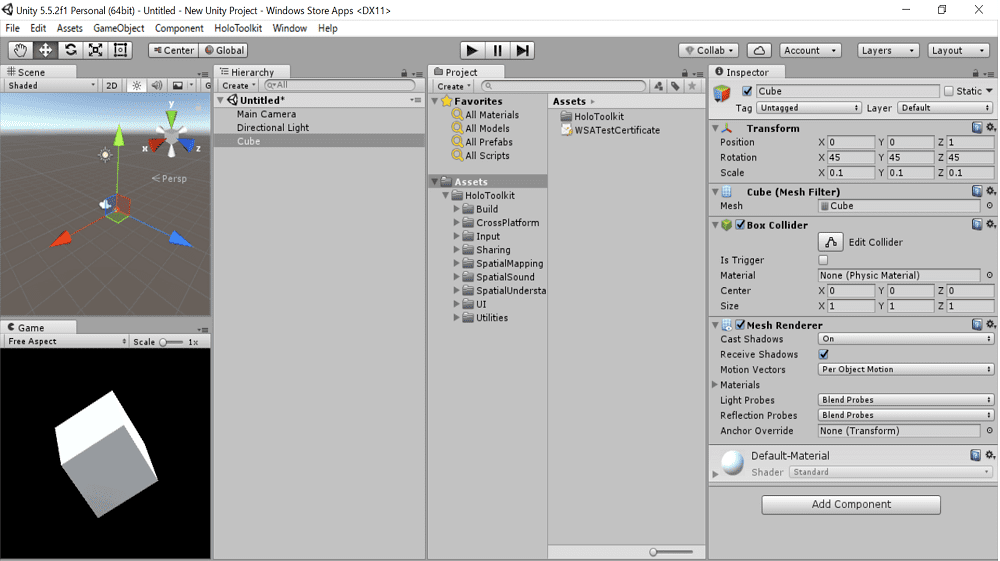 Unity 5.5.2f1 Personal (64bit) - Untitled - New Unity Project - Windows Store Apps <DX11>
File Edit Assets GameObject Component HoloToolkit Window Help
Center Global Collab Account Layers Layout
Scene
Shaded 2D G
y
x z
Persp
Game
Free Aspect Scale 1x
Hierarchy
Create All
Untitled*
Main Camera
Directional Light
Cube
Project
Create
Favorites
All Materials
All Models
All Prefabs
All Scripts
Assets
HoloToolkit
Build
CrossPlatform
Input
Sharing
SpatialMapping
SpatialSound
SpatialUndersta
UI
Utilities
Assets
HoloToolkit
WSATestCertificate
Inspector
Cube Static
Tag Untagged Layer Default
Transform
Position X 0 Y 0 Z 1
Rotation X 45 Y 45 Z 45
Scale X 0.1 Y 0.1 Z 0.1
Cube (Mesh Filter)
Mesh Cube
Box Collider
Edit Collider
Is Trigger
Material None (Physic Material)
Center X 0 Y 0 Z 0
Size X 1 Y 1 Z 1
Mesh Renderer
Cast Shadows On
Receive Shadows
Motion Vectors Per Object Motion
Materials
Light Probes Blend Probes
Reflection Probes Blend Probes
Anchor Override None (Transform)
Default-Material
Shader Standard
Add Component